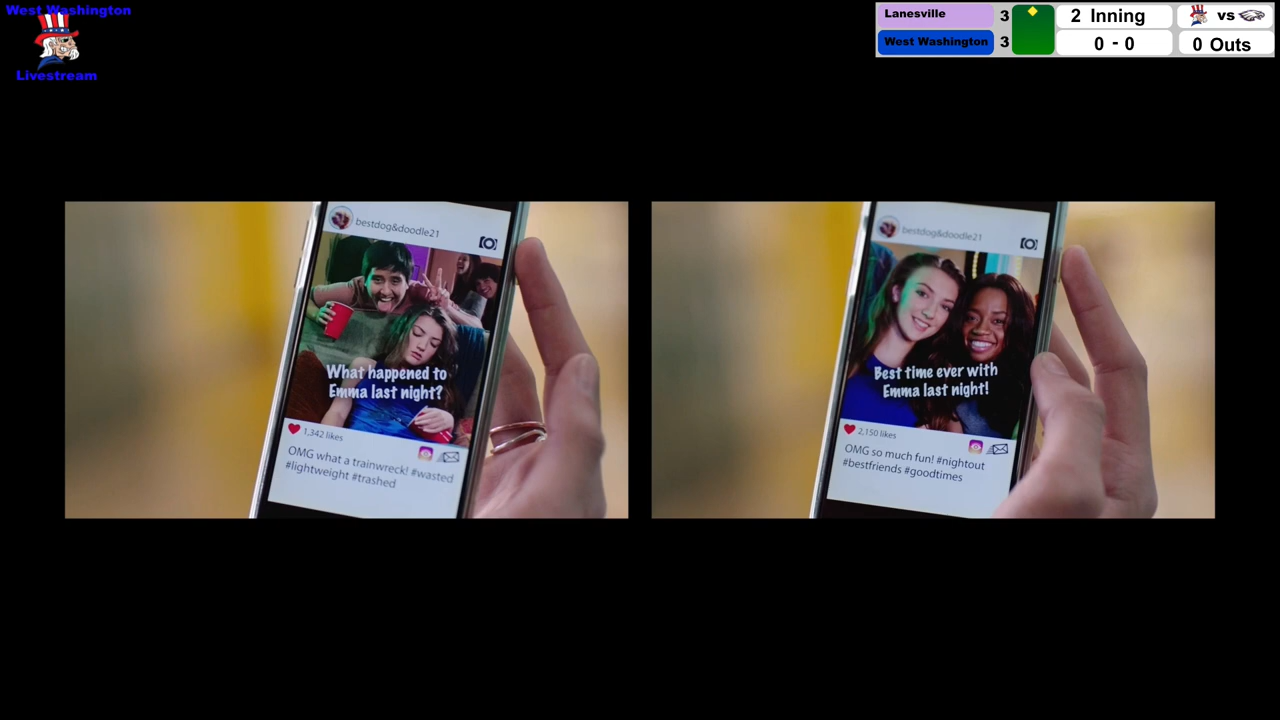 West Washington
Livestream
Lanesville 3
West Washington 3
2 Inning
0 - 0
vs
0 Outs
bestdog&doodle21
What happened to
Emma last night?
1,342 likes
OMG what a trainwreck! #wasted
#lightweight #trashed
bestdog&doodle21
Best time ever with
Emma last night!
2,150 likes
OMG so much fun! #nightout
#bestfriends #goodtimes